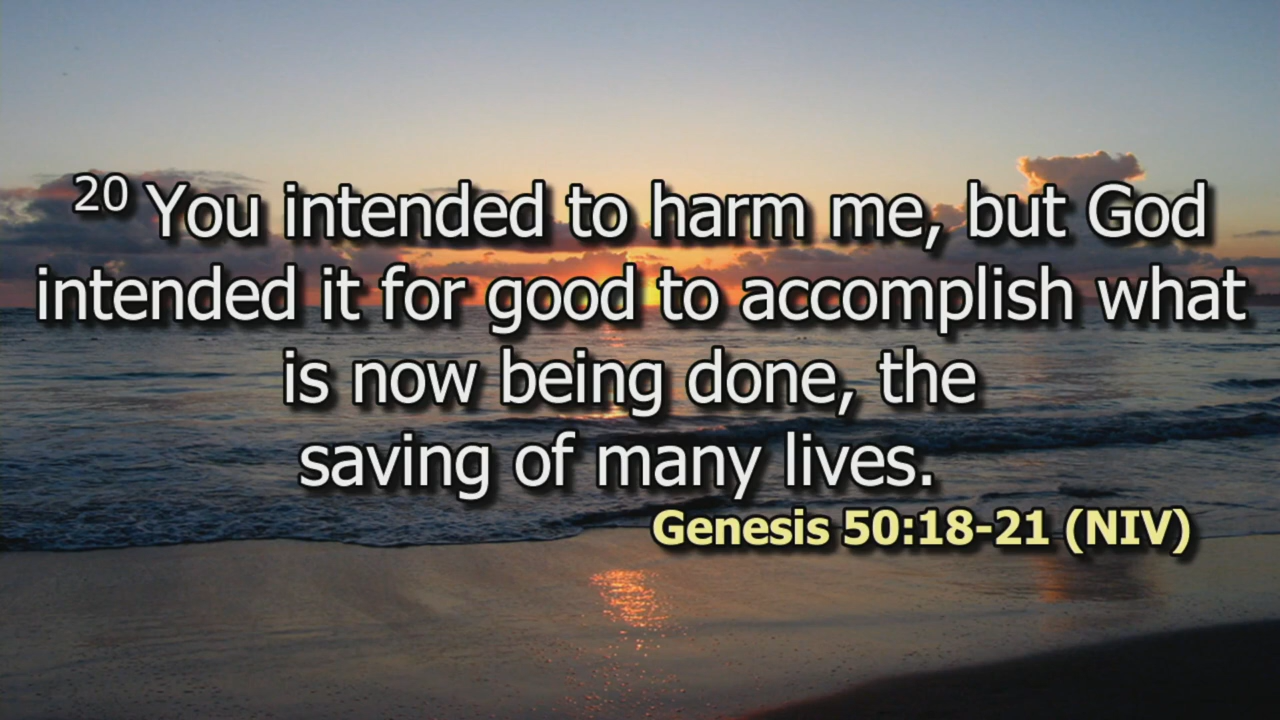 20 You intended to harm me, but God
intended it for good to accomplish what
is now being done, the
saving of many lives.
Genesis 50:18-21 (NIV)